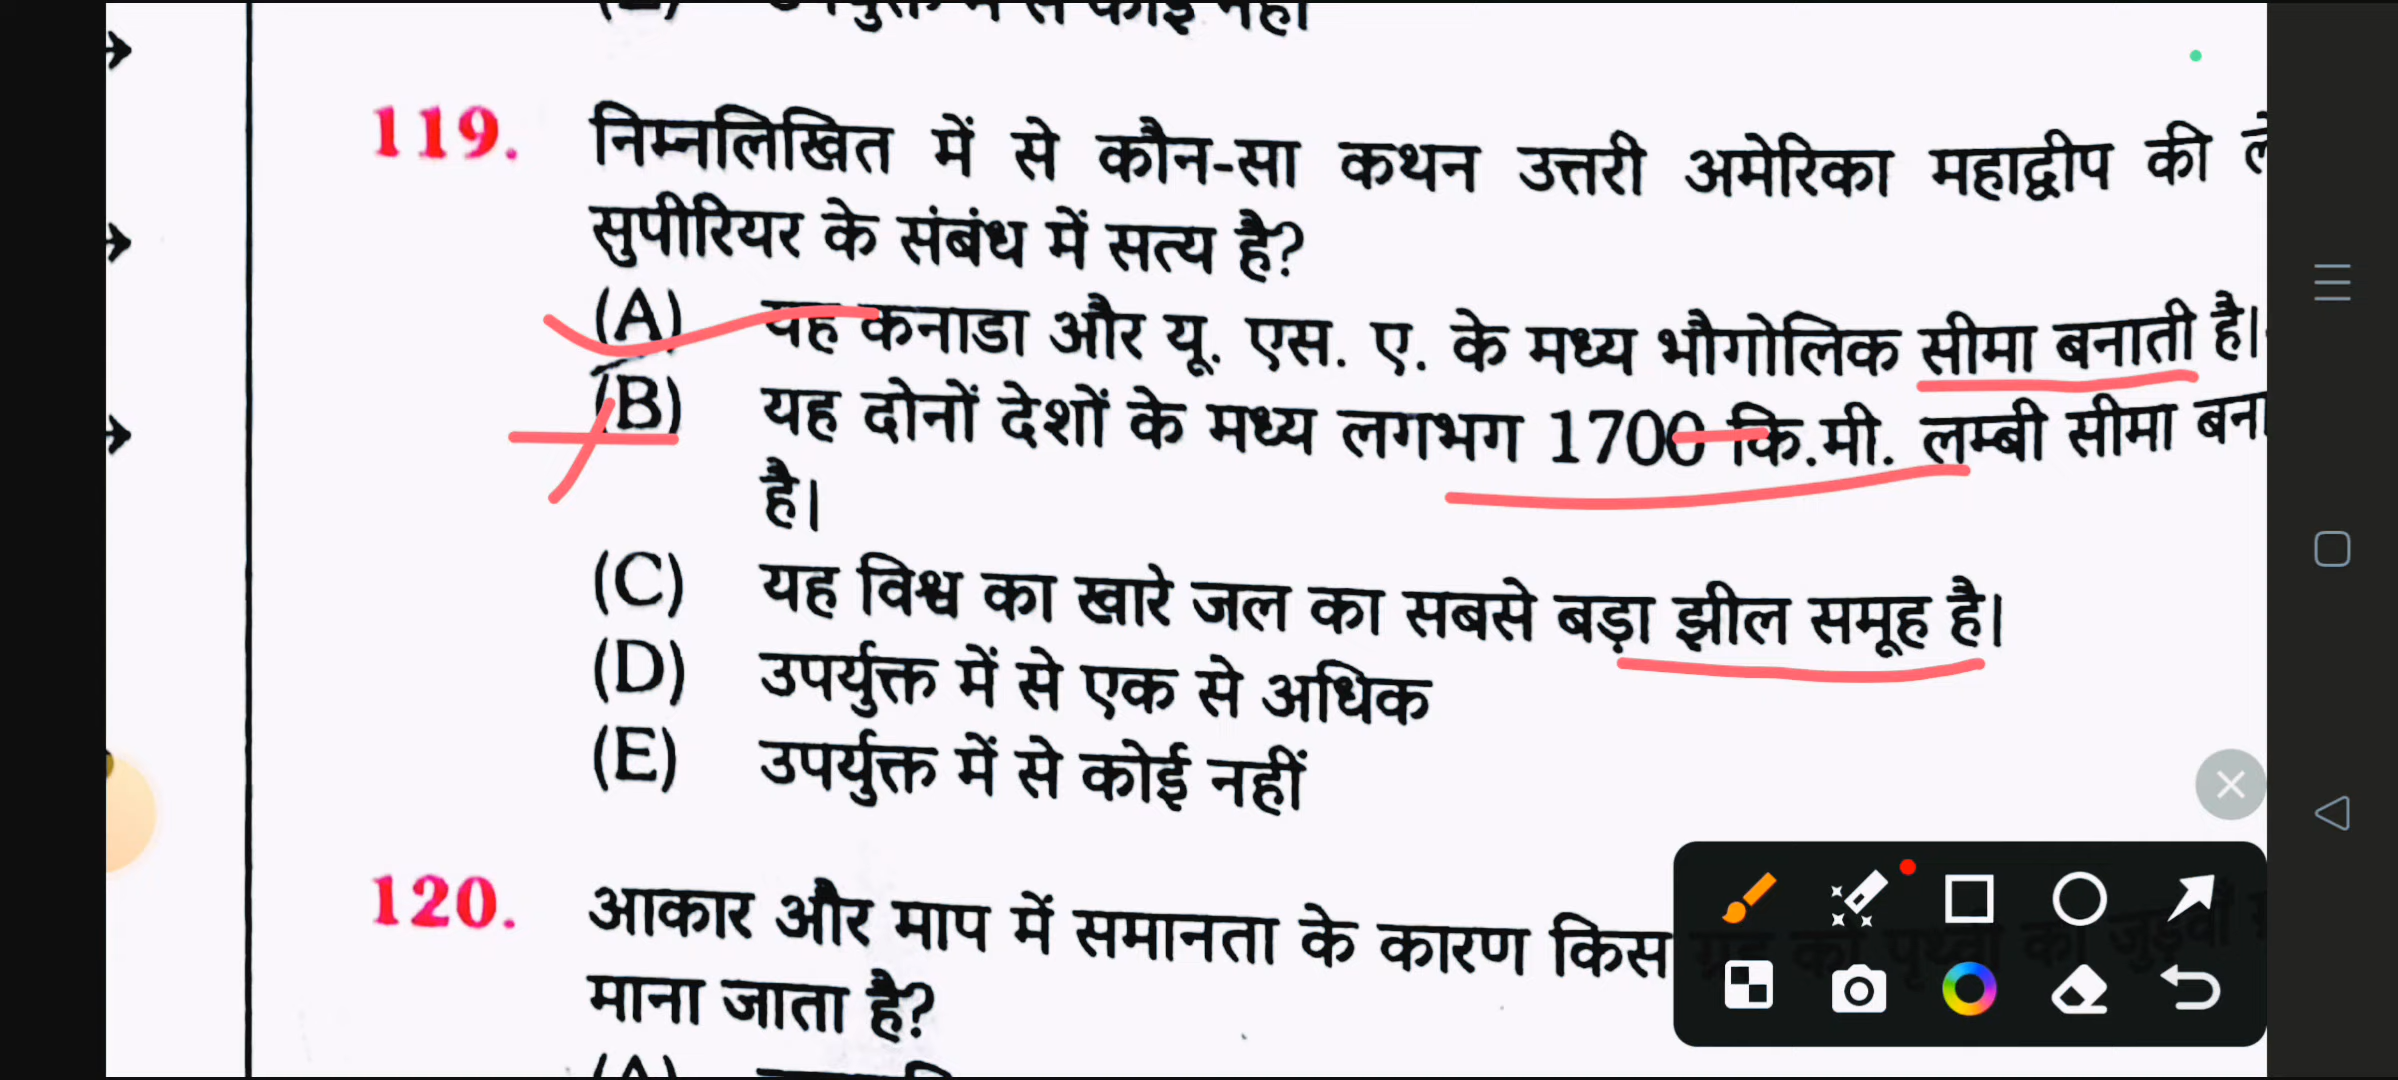 119. निम्नलिखित में से कौन-सा कथन उत्तरी अमेरिका महाद्वीप की
सुपीरियर के संबंध में सत्य है?
(A) यह कनाडा और यू. एस. ए. के मध्य भौगोलिक सीमा बनाती है।
(B) यह दोनों देशों के मध्य लगभग 1700 कि.मी. लम्बी सीमा
है।
(C) यह विश्व का खारे जल का सबसे बड़ा झील समूह है।
(D) उपर्युक्त में से एक से अधिक
(E) उपर्युक्त में से कोई नहीं
120. आकार और माप में समानता के कारण किस ग्रह को पृथ्वी का जुड़वाँ
माना जाता है?
(A)